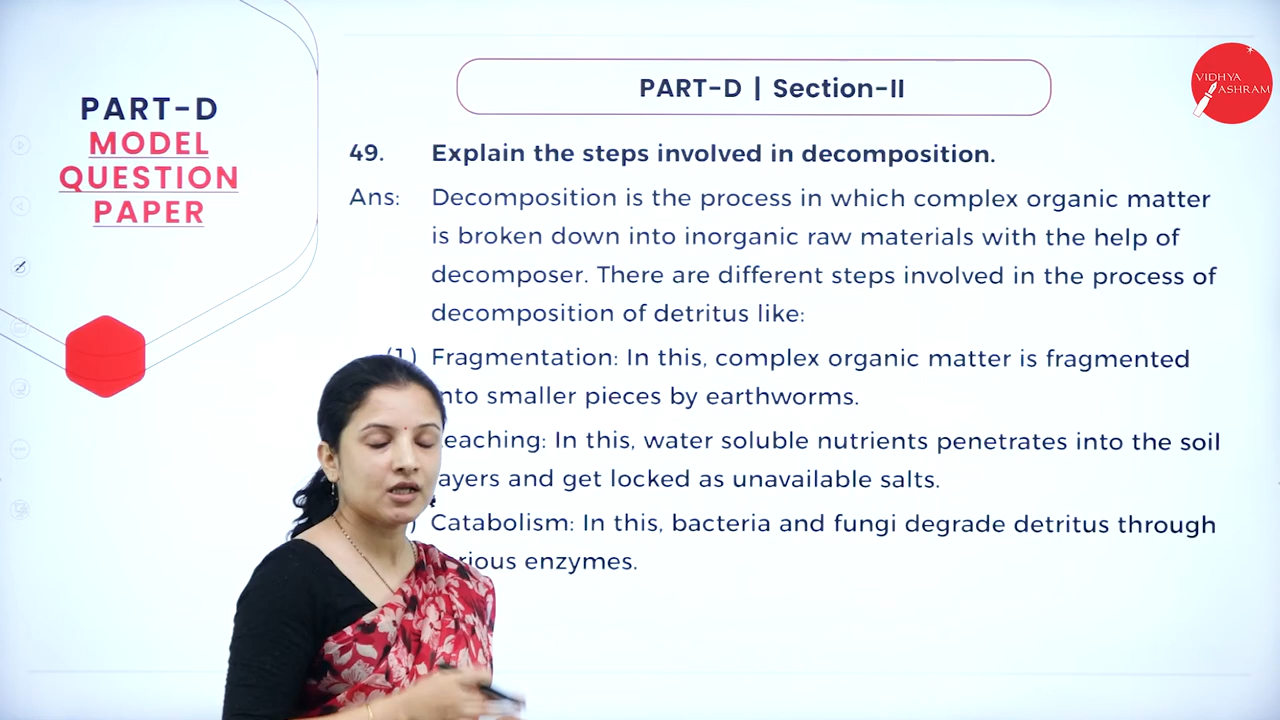 PART-D
MODEL
QUESTION
PAPER
PART-D | Section-II
VIDHYA
ASHRAM
49. Explain the steps involved in decomposition.
Ans: Decomposition is the process in which complex organic matter
is broken down into inorganic raw materials with the help of
decomposer. There are different steps involved in the process of
decomposition of detritus like:
(1) Fragmentation: In this, complex organic matter is fragmented
smaller pieces by earthworms.
In this, water soluble nutrients penetrates into the soil
and get locked as unavailable salts.
Catabolism: In this, bacteria and fungi degrade detritus through
enzymes.